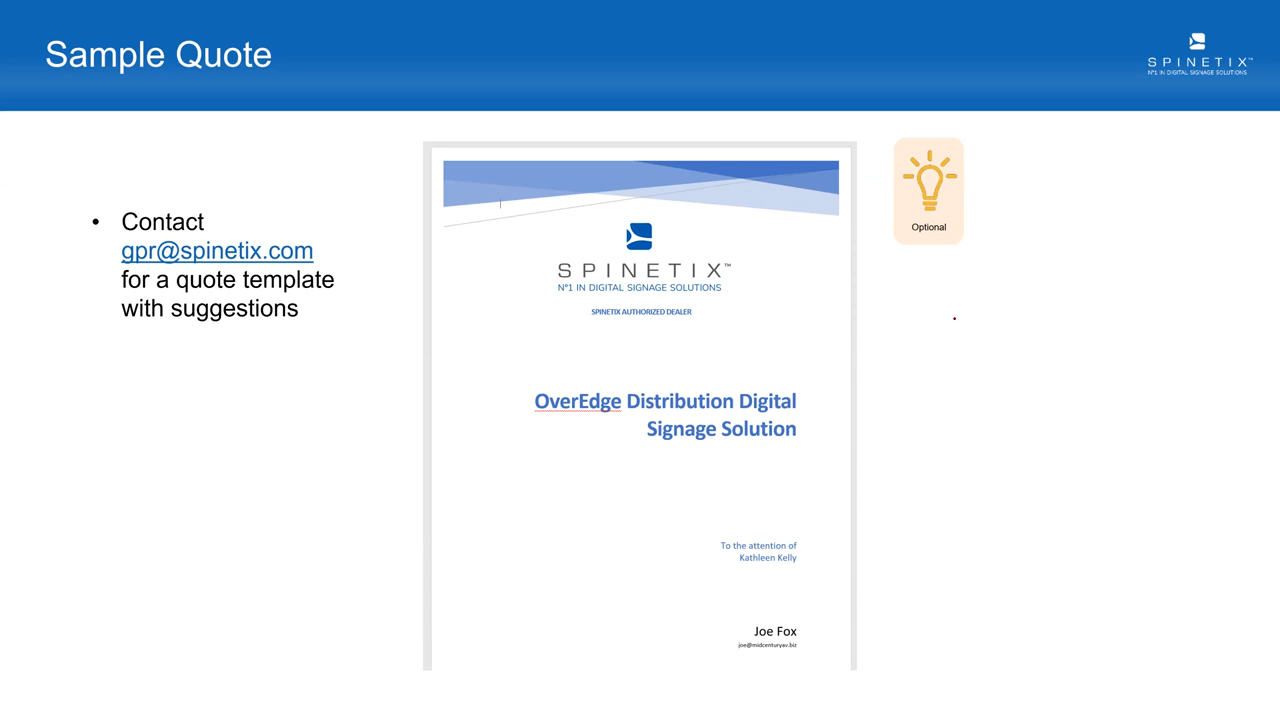 Sample Quote
SPINETIX™
N°1 IN DIGITAL SIGNAGE SOLUTIONS
• Contact
gpr@spinetix.com
for a quote template
with suggestions
SPINETIX™
N°1 IN DIGITAL SIGNAGE SOLUTIONS
SPINETIX AUTHORIZED DEALER
OverEdge Distribution Digital
Signage Solution
To the attention of
Kathleen Kelly
Joe Fox
joe@midcenturyav.biz
Optional